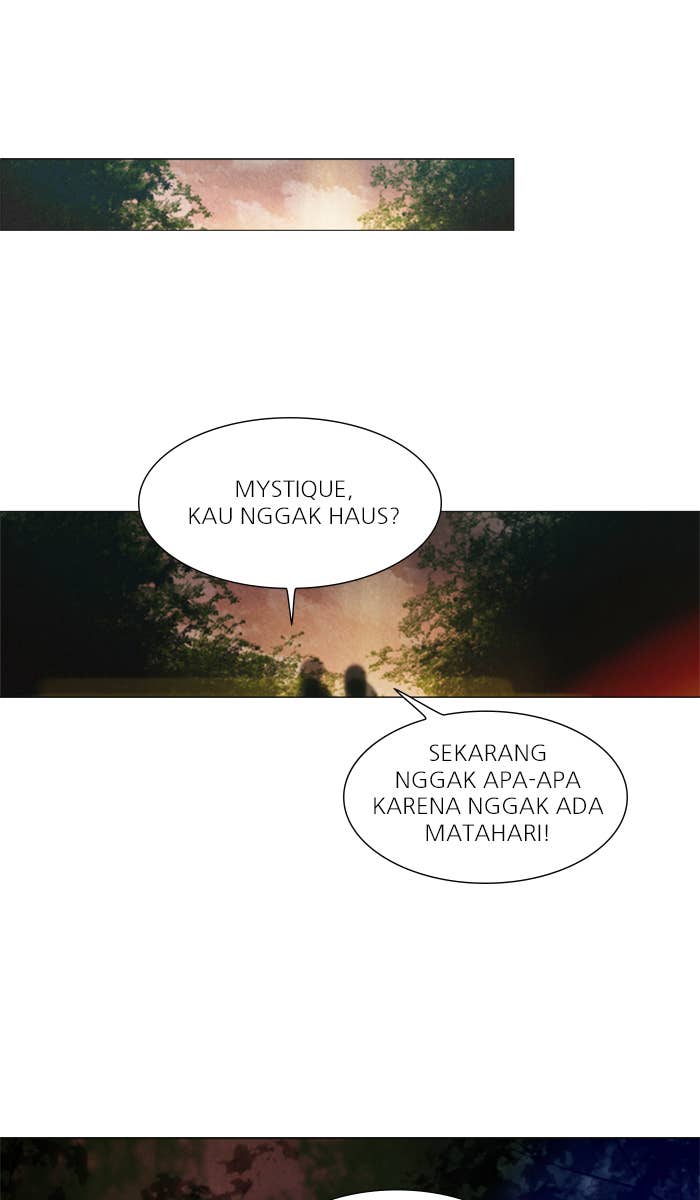 MYSTIQUE,
KAU NGGAK HAUS?
SEKARANG
NGGAK APA-APA
KARENA NGGAK ADA
MATAHARI!